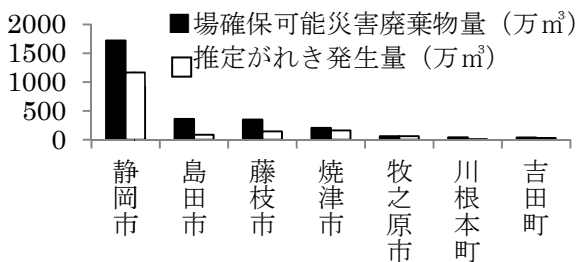 2000
1500
1000
500
0
■場確保可能災害廃棄物量（万㎥）
□推定がれき発生量（万㎥）
静岡市
島田市
藤枝市
焼津市
牧之原市
川根本町
吉田町